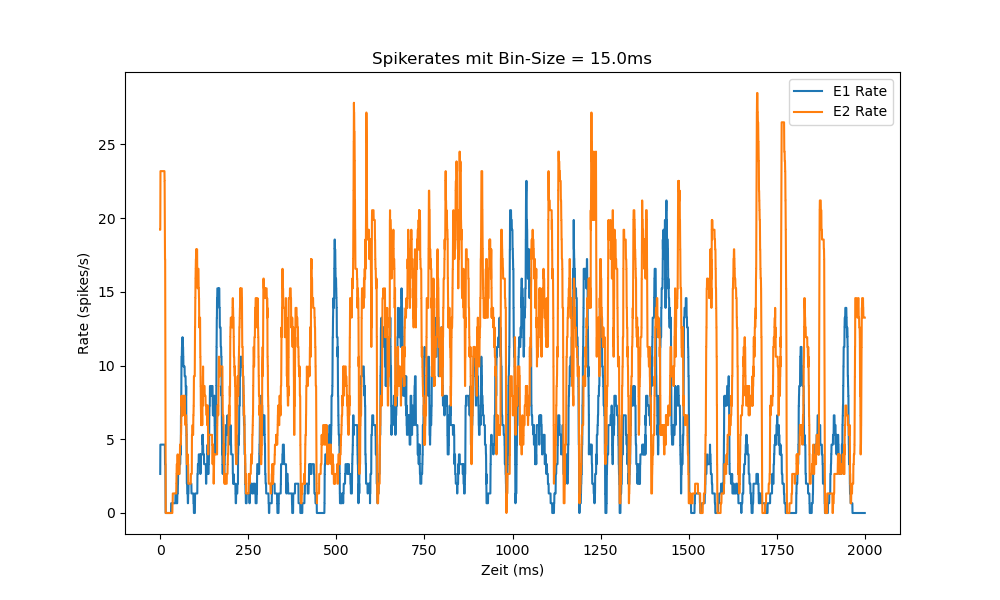 Spikerates mit Bin-Size = 15.0ms
E1 Rate
E2 Rate
Rate (spikes/s)
25
20
15
10
5
0
0 250 500 750 1000 1250 1500 1750 2000
Zeit (ms)